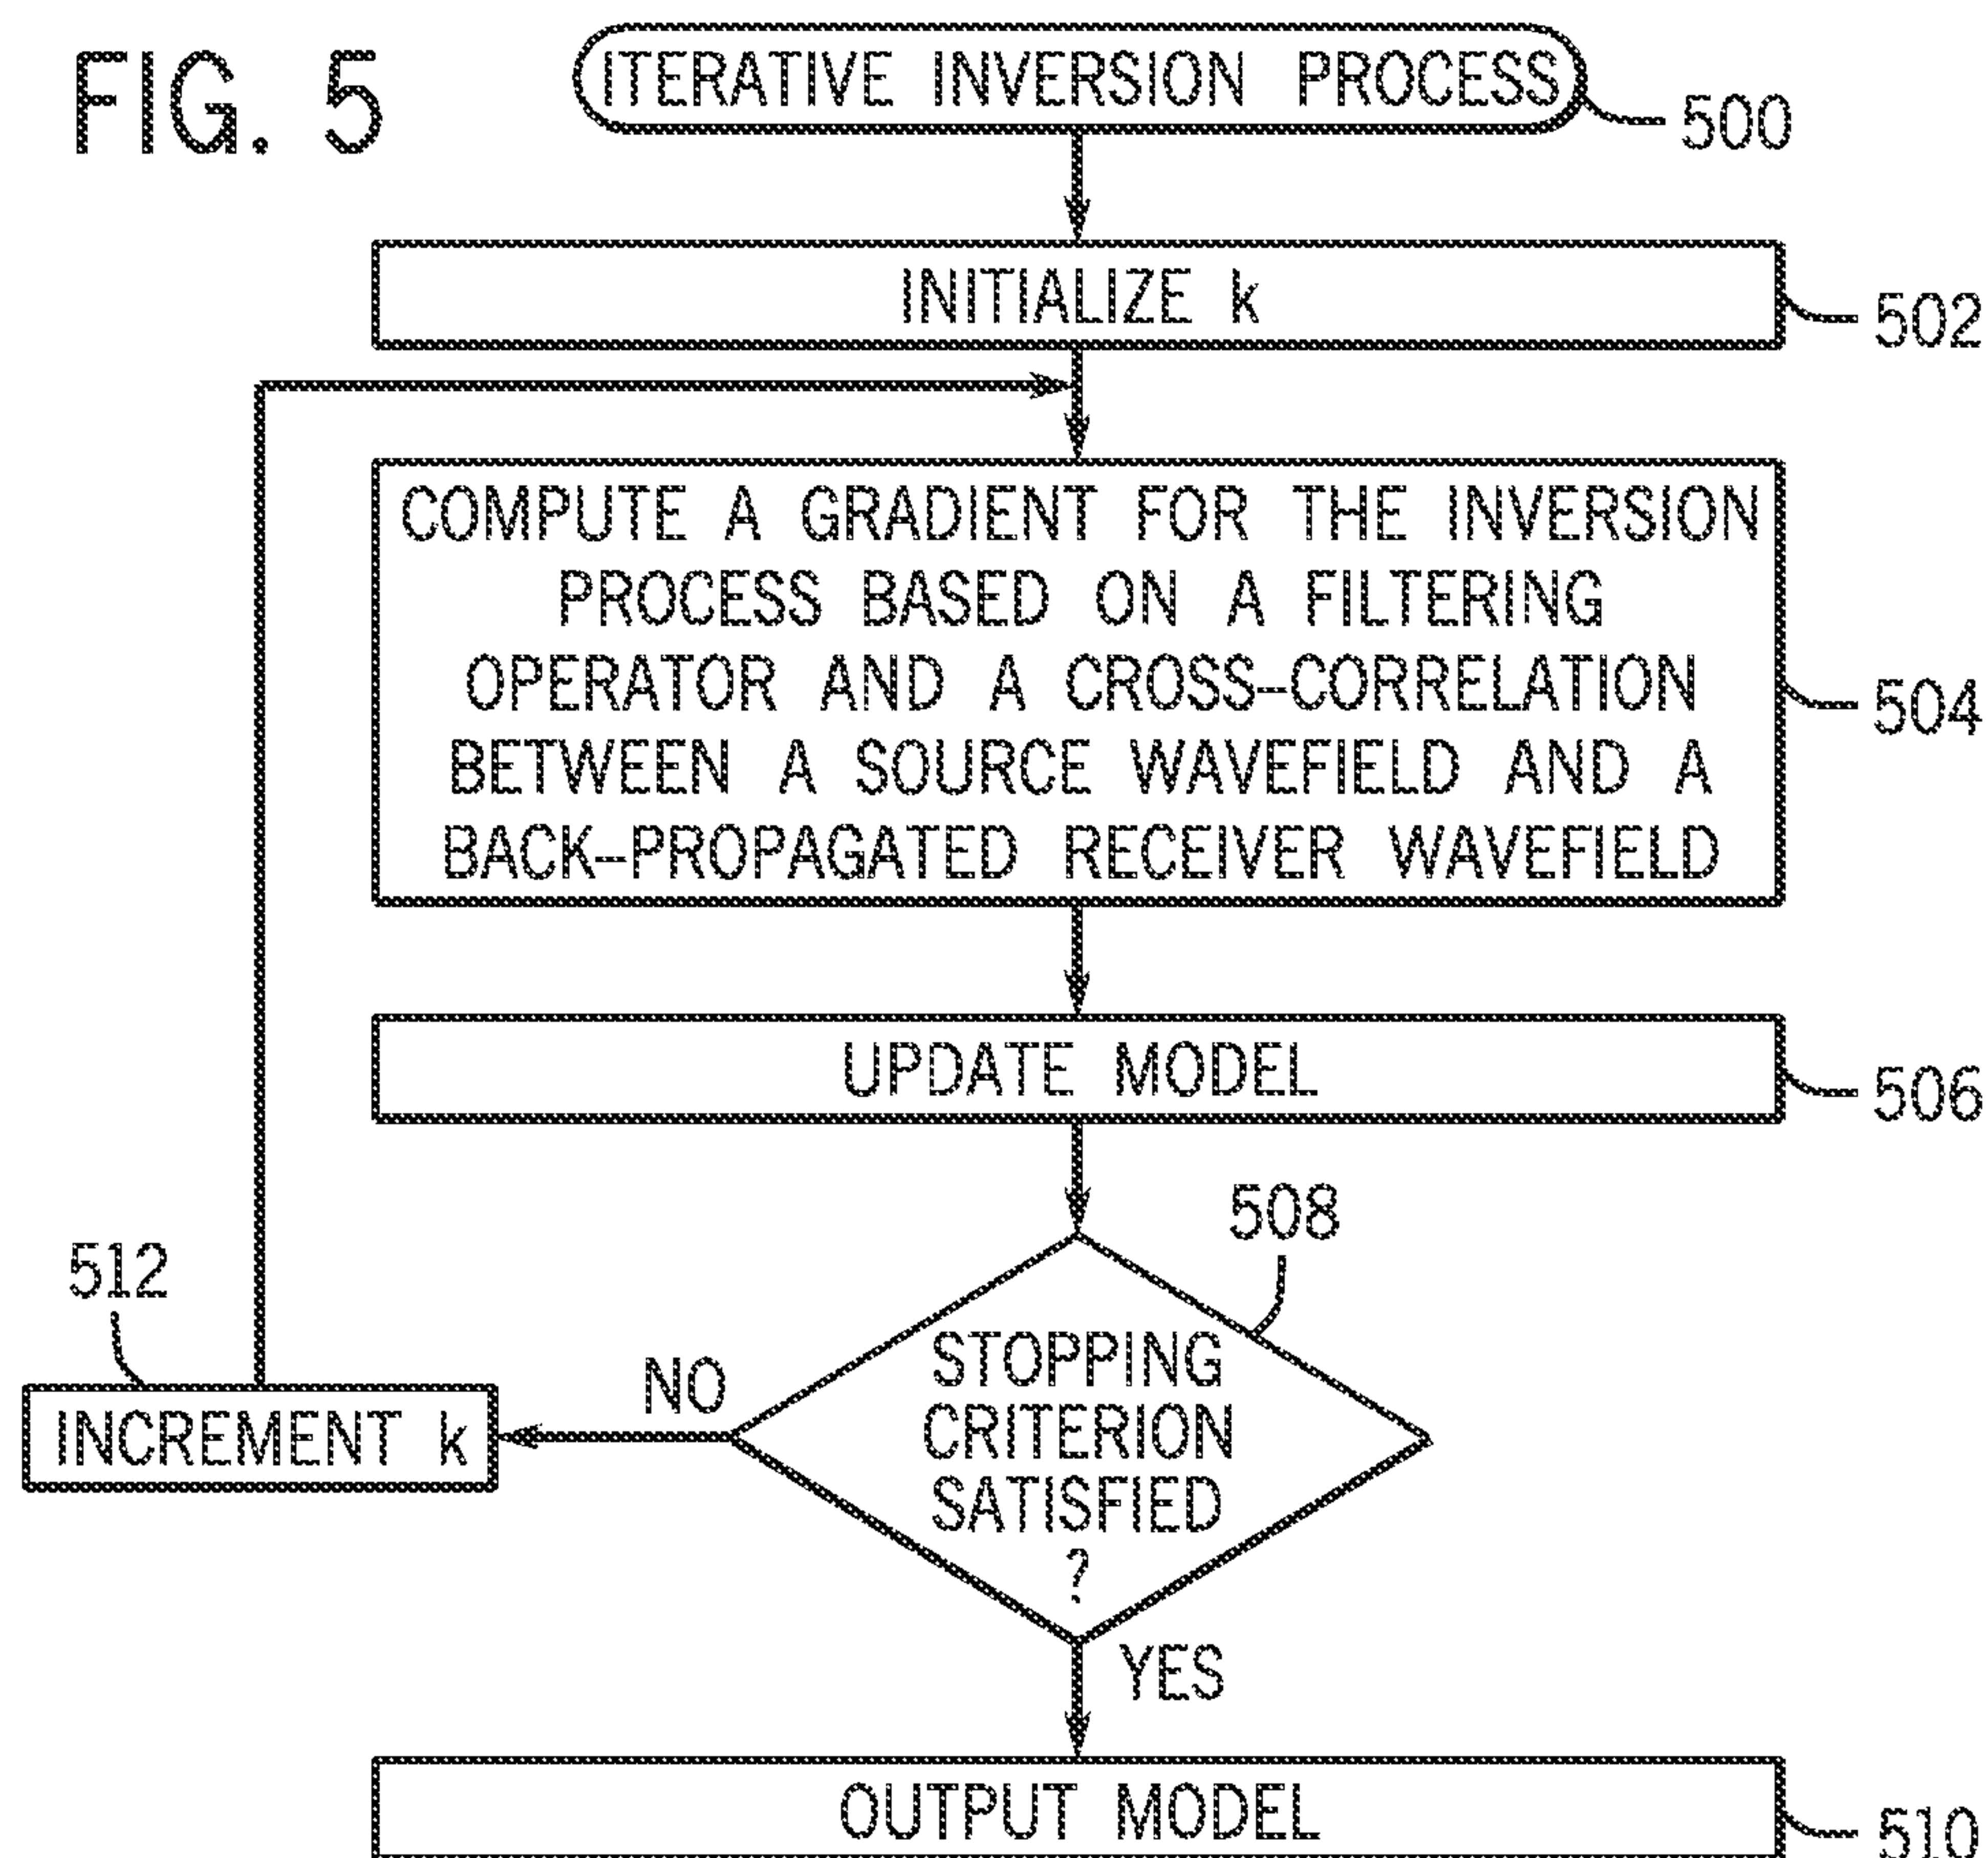 FIG. 5
ITERATIVE INVERSION PROCESS
500
INITIALIZE k
502
COMPUTE A GRADIENT FOR THE INVERSION
PROCESS BASED ON A FILTERING
OPERATOR AND A CROSS–CORRELATION
BETWEEN A SOURCE WAVEFIELD AND A
BACK–PROPAGATED RECEIVER WAVEFIELD
504
UPDATE MODEL
506
508
STOPPING
CRITERION
SATISFIED
?
NO
512
INCREMENT k
YES
OUTPUT MODEL
510